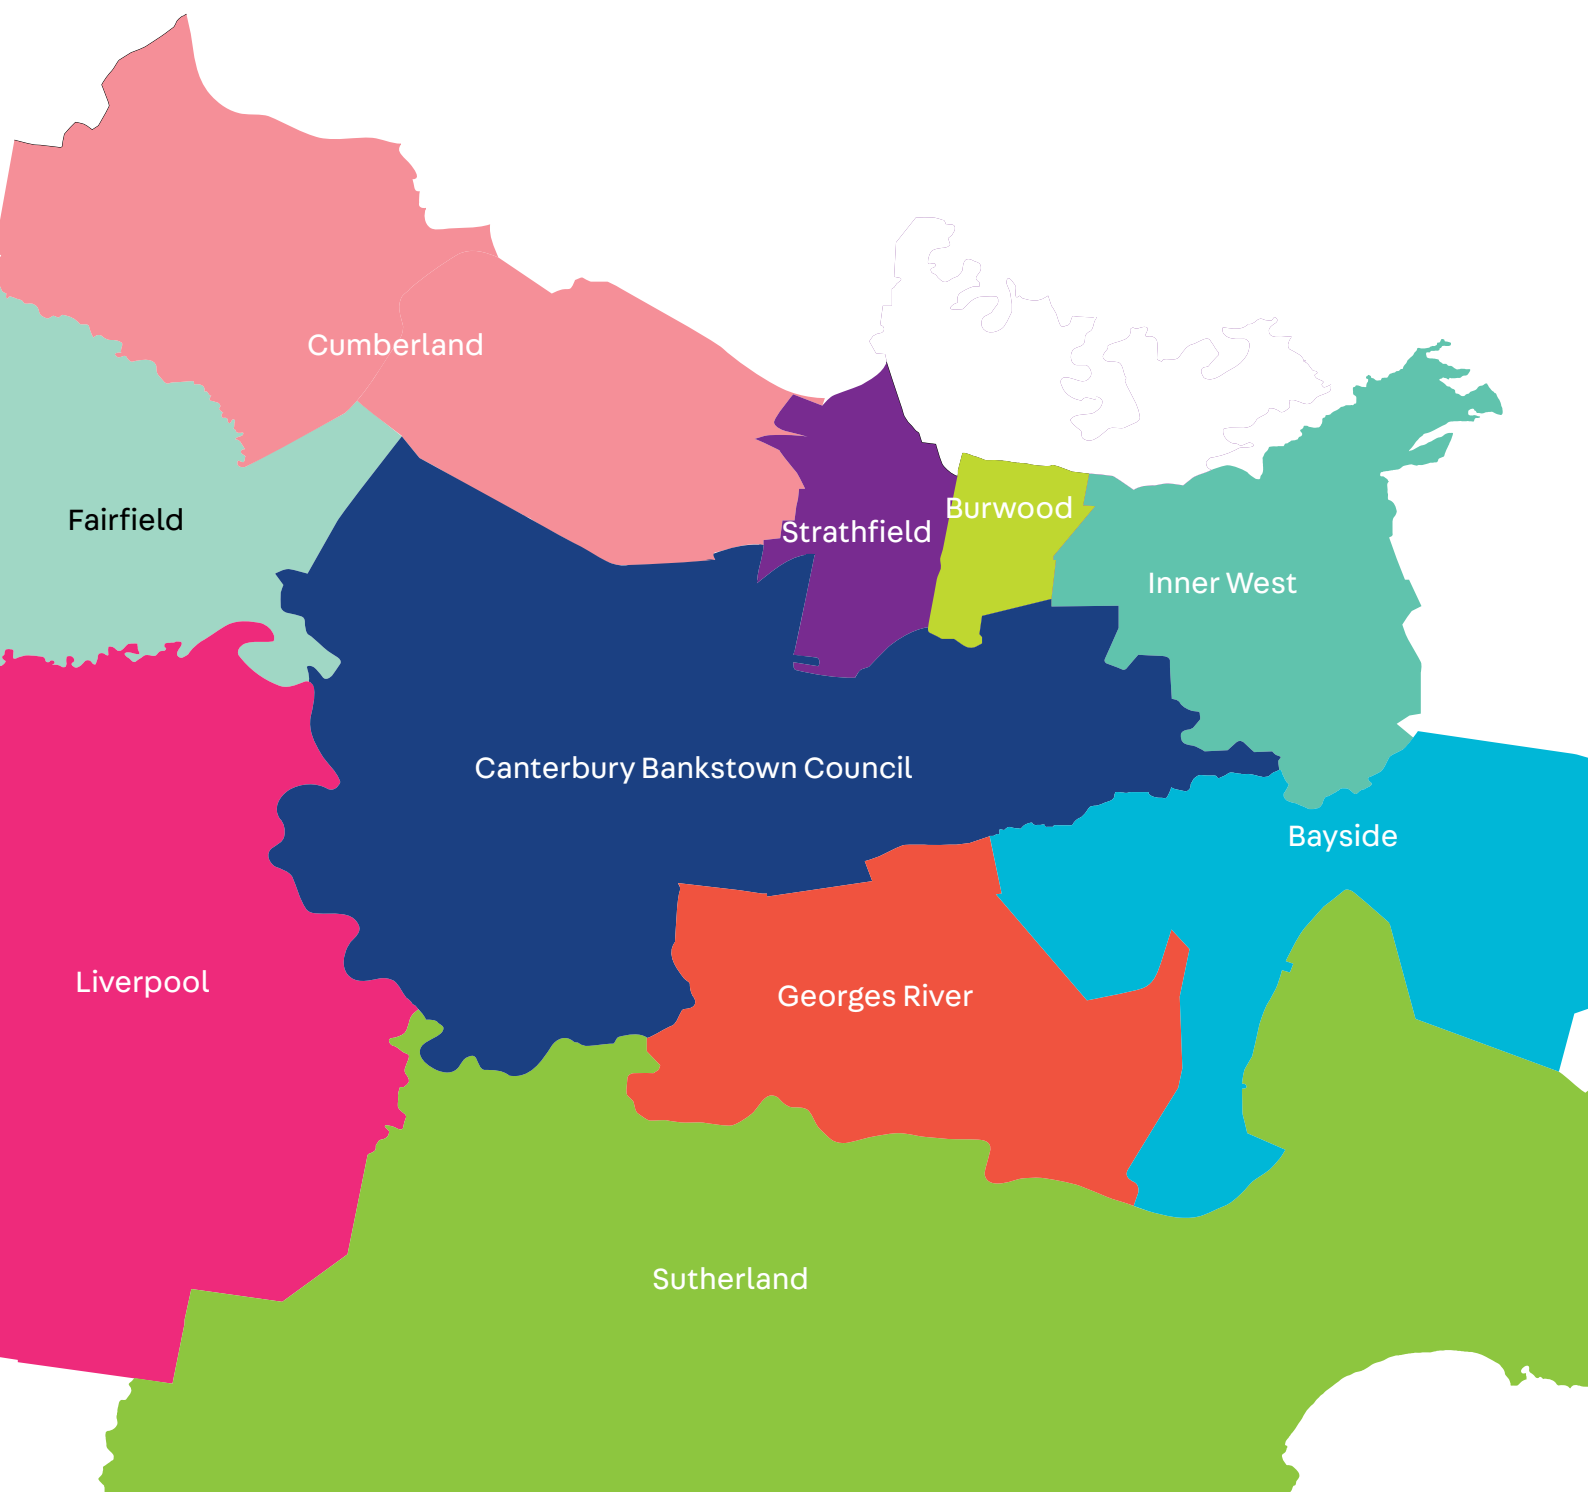 Cumberland
Burwood
Fairfield
Strathfield
Inner West
Canterbury Bankstown Council
Bayside
Liverpool
Georges River
Sutherland